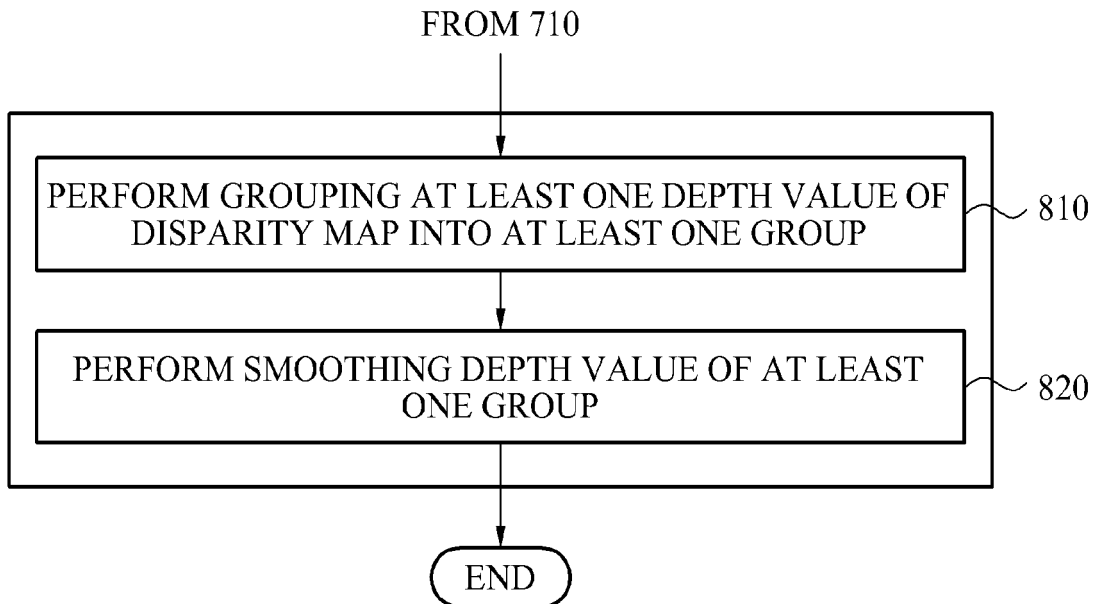 FROM 710
PERFORM GROUPING AT LEAST ONE DEPTH VALUE OF
DISPARITY MAP INTO AT LEAST ONE GROUP
810
PERFORM SMOOTHING DEPTH VALUE OF AT LEAST
ONE GROUP
820
END